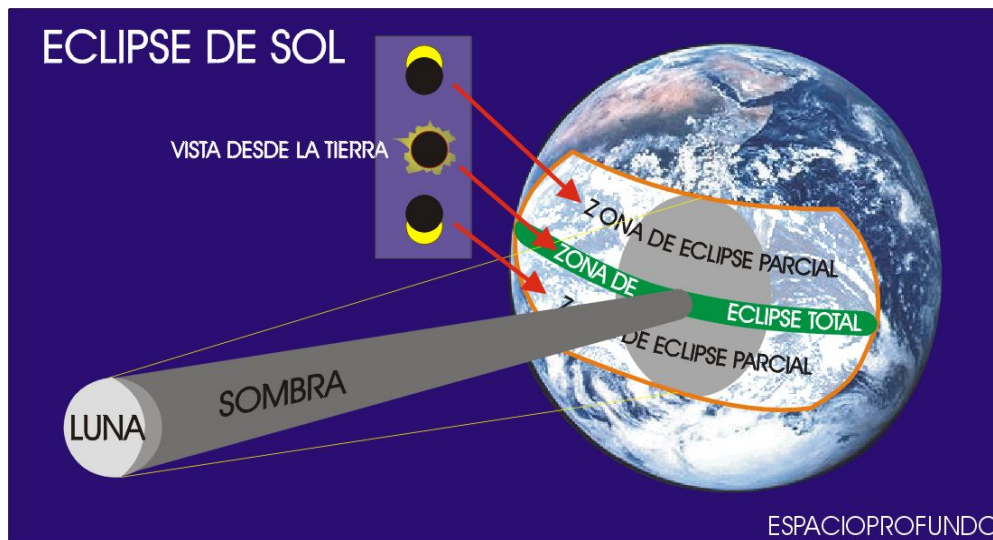 ECLIPSE DE SOL
VISTA DESDE LA TIERRA
ZONA DE ECLIPSE PARCIAL
ZONA DE ECLIPSE TOTAL
Z DE ECLIPSE PARCIAL
SOMBRA
LUNA
ESPACIOPROFUNDO